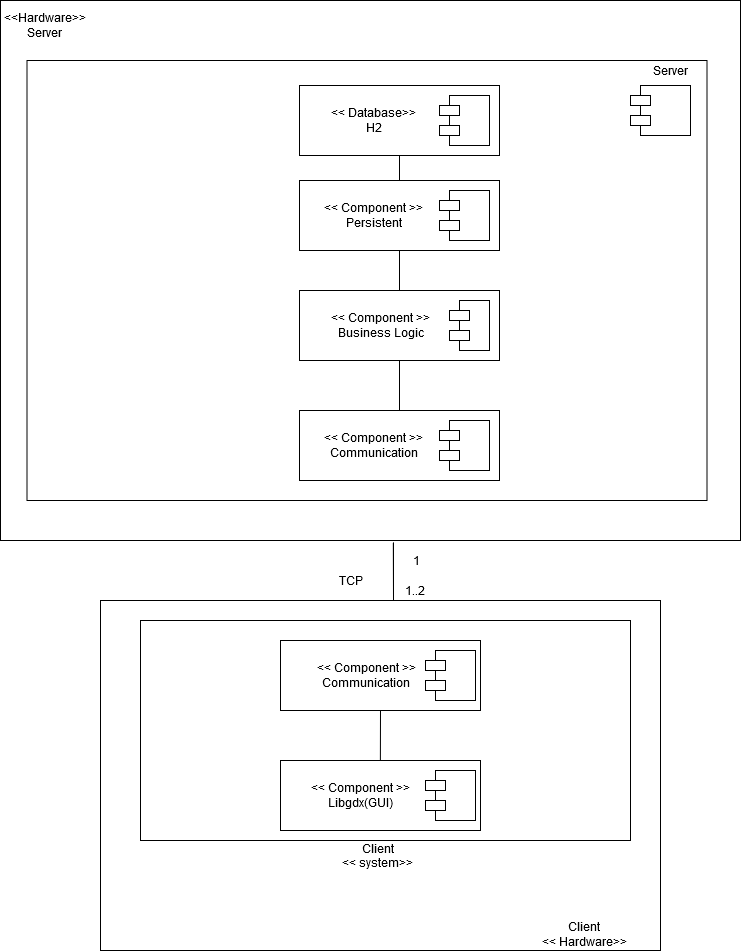 <<Hardware>>
Server
Server
<< Database>>
H2
<< Component >>
Persistent
<< Component >>
Business Logic
<< Component >>
Communication
1
TCP
1..2
<< Component >>
Communication
<< Component >>
Libgdx(GUI)
Client
<< system>>
Client
<< Hardware>>